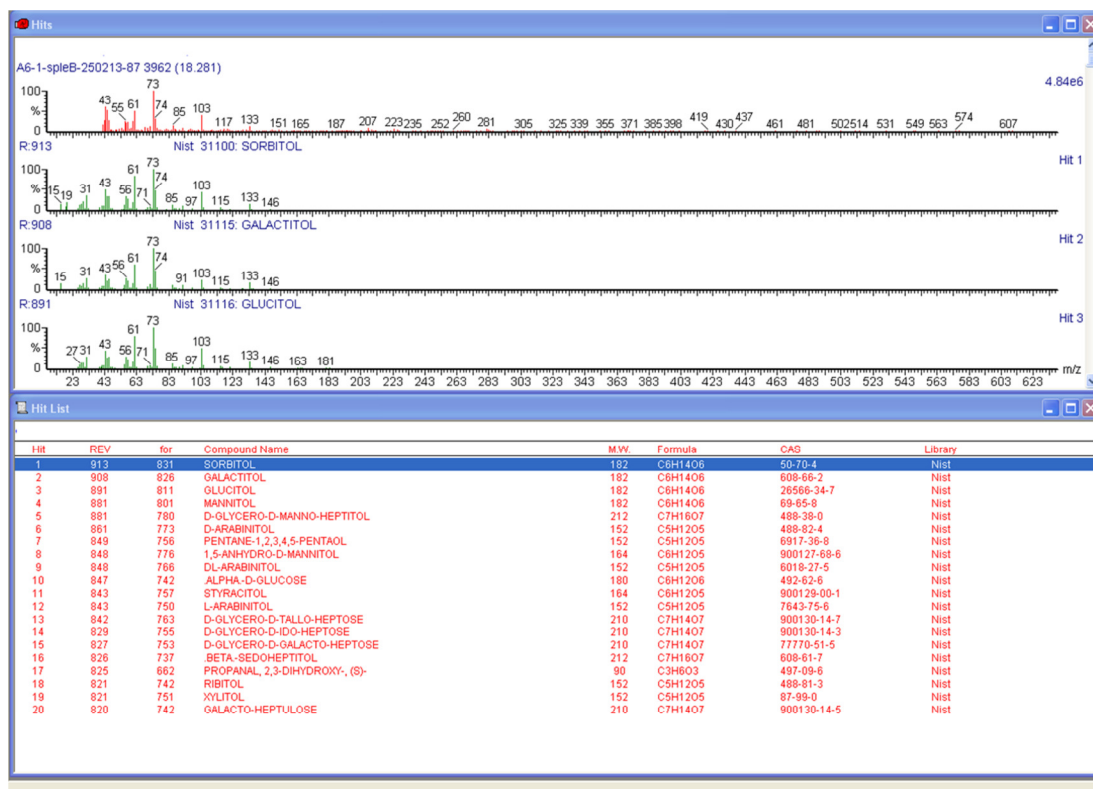 Hits
A6-1-spleB-250213-87 3962 (18.281)
4.84e6
100
%
0
43 55 61 73 74 85 103 117 133 151 165 187 207 223 235 252 260 281 305 325 339 355 371 385 398 419 430 437 461 481 502 514 531 549 563 574 607
R:913 Nist 31100: SORBITOL Hit 1
100
%
0
15 19 31 43 56 61 71 73 74 85 97 103 115 133 146
R:908 Nist 31115: GALACTITOL Hit 2
100
%
0
15 31 43 56 61 73 74 91 103 115 133 146
R:891 Nist 31116: GLUCITOL Hit 3
100
%
0
27 31 43 56 61 71 73 85 97 103 115 133 146 163 181
m/z
23 43 63 83 103 123 143 163 183 203 223 243 263 283 303 323 343 363 383 403 423 443 463 483 503 523 543 563 583 603 623
Hit List
Hit REV for Compound Name M.W. Formula CAS Library
1 913 831 SORBITOL 182 C6H14O6 50-70-4 Nist
2 908 826 GALACTITOL 182 C6H14O6 608-66-2 Nist
3 891 811 GLUCITOL 182 C6H14O6 26566-34-7 Nist
4 881 801 MANNITOL 182 C6H14O6 69-65-8 Nist
5 881 780 D-GLYCERO-D-MANNO-HEPTITOL 212 C7H16O7 488-38-0 Nist
6 861 773 D-ARABINITOL 152 C5H12O5 488-82-4 Nist
7 849 756 PENTANE-1,2,3,4,5-PENTAOL 152 C5H12O5 6917-36-8 Nist
8 848 776 1,5-ANHYDRO-D-MANNITOL 164 C6H12O5 900127-68-6 Nist
9 848 766 DL-ARABINITOL 152 C5H12O5 6018-27-5 Nist
10 847 742 .ALPHA.-D-GLUCOSE 180 C6H12O6 492-62-6 Nist
11 843 757 STYRACITOL 164 C6H12O5 900129-00-1 Nist
12 843 750 L-ARABINITOL 152 C5H12O5 7643-75-6 Nist
13 842 763 D-GLYCERO-D-TALLO-HEPTOSE 210 C7H14O7 900130-14-7 Nist
14 829 755 D-GLYCERO-D-IDO-HEPTOSE 210 C7H14O7 900130-14-3 Nist
15 827 753 D-GLYCERO-D-GALACTO-HEPTOSE 210 C7H14O7 77770-51-5 Nist
16 826 737 .BETA.-SEDOHEPTITOL 212 C7H16O7 608-61-7 Nist
17 825 662 PROPANAL, 2,3-DIHYDROXY-, (S)- 90 C3H6O3 497-09-6 Nist
18 821 742 RIBITOL 152 C5H12O5 488-81-3 Nist
19 821 751 XYLITOL 152 C5H12O5 87-99-0 Nist
20 820 742 GALACTO-HEPTULOSE 210 C7H14O7 900130-14-5 Nist